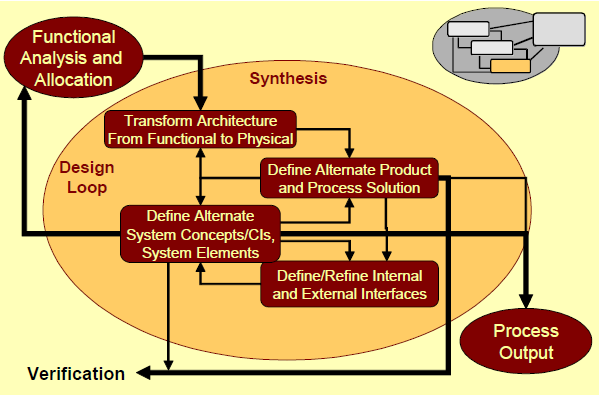 Functional
Analysis and
Allocation
Synthesis
Transform Architecture
From Functional to Physical
Design
Loop
Define Alternate Product
and Process Solution
Define Alternate
System Concepts/CIs,
System Elements
Define/Refine Internal
and External Interfaces
Process
Output
Verification